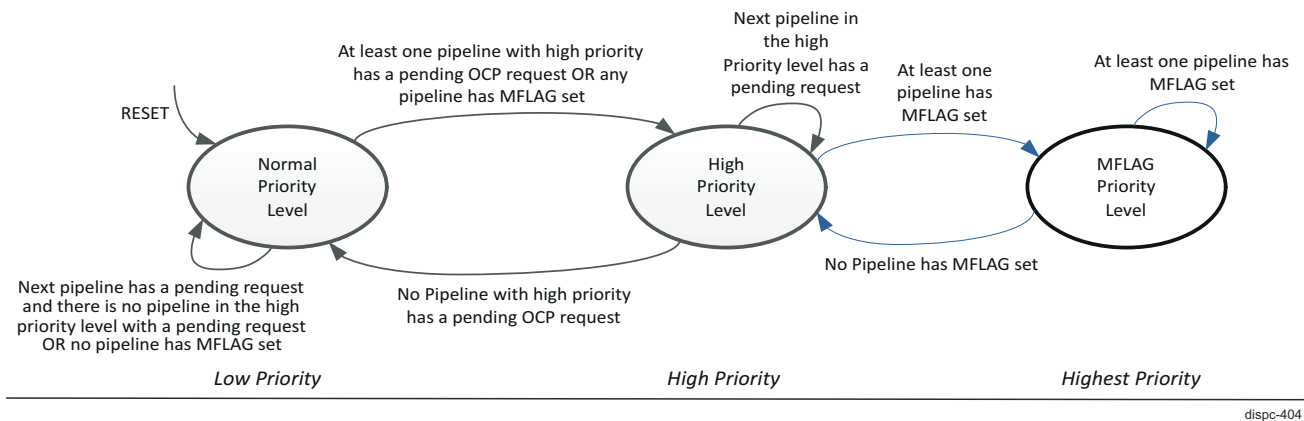 At least one pipeline with high priority
has a pending OCP request OR any
pipeline has MFLAG set
Next pipeline in
the high
Priority level has a
pending request
At least one
pipeline has
MFLAG set
At least one pipeline has
MFLAG set
RESET
Normal
Priority
Level
High
Priority
Level
MFLAG
Priority
Level
Next pipeline has a pending request
and there is no pipeline in the high
priority level with a pending request
OR no pipeline has MFLAG set
No Pipeline with high priority
has a pending OCP request
No Pipeline has MFLAG set
Low Priority
High Priority
Highest Priority
dispc-404